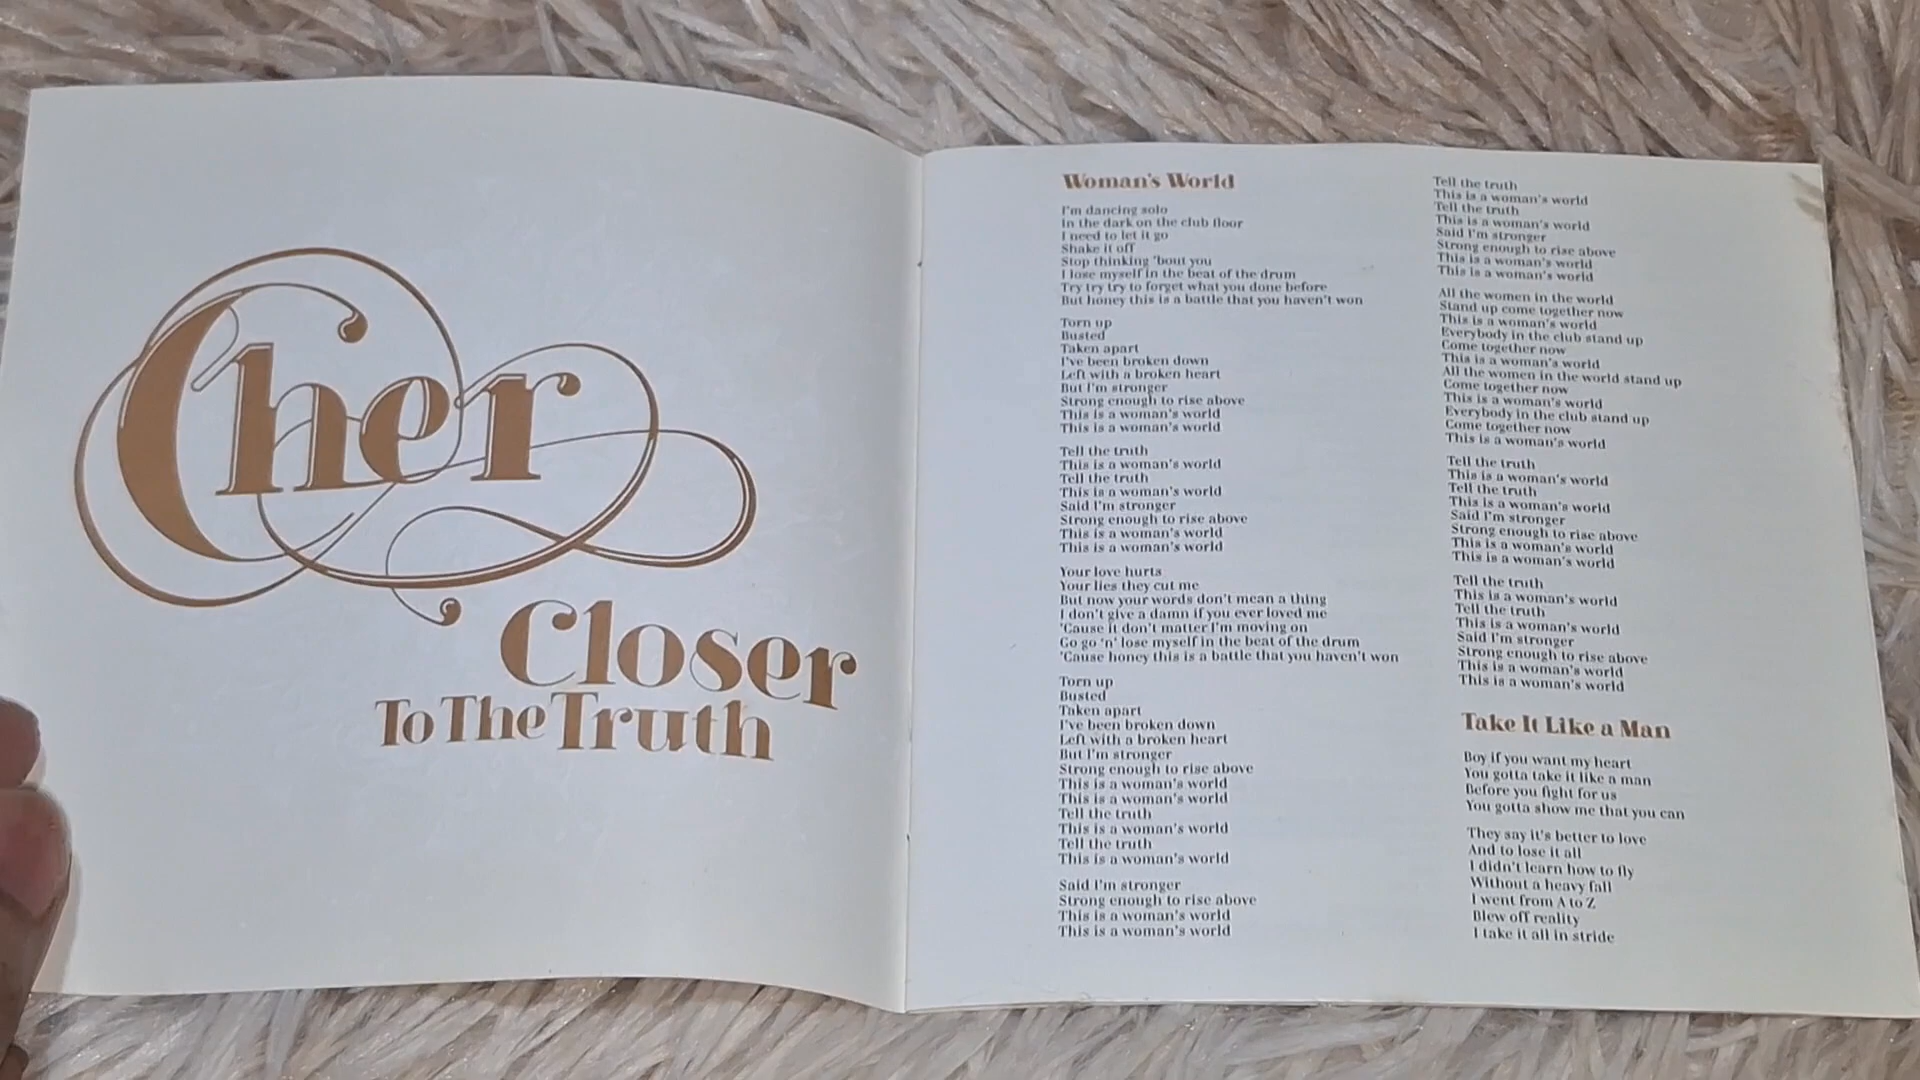 Cher
Closer
To The Truth
Woman's World
I'm dancing solo
In the dark on the club floor
I need to let it go
Shake it off
Stop thinking 'bout you
I lose myself in the beat of the drum
Try try try to forget what you done before
But honey this is a battle that you haven't won
Torn up
Busted
Taken apart
I've been broken down
Left with a broken heart
But I'm stronger
Strong enough to rise above
This is a woman's world
This is a woman's world
Tell the truth
This is a woman's world
Tell the truth
This is a woman's world
Said I'm stronger
Strong enough to rise above
This is a woman's world
This is a woman's world
Your love hurts
Your lies they cut me
But now your words don't mean a thing
I don't give a damn if you ever loved me
'Cause it don't matter I'm moving on
Go go 'n' lose myself in the beat of the drum
'Cause honey this is a battle that you haven't won
Torn up
Busted
Taken apart
I've been broken down
Left with a broken heart
But I'm stronger
Strong enough to rise above
This is a woman's world
This is a woman's world
Tell the truth
This is a woman's world
Tell the truth
This is a woman's world
Said I'm stronger
Strong enough to rise above
This is a woman's world
This is a woman's world
Tell the truth
This is a woman's world
Tell the truth
This is a woman's world
Said I'm stronger
Strong enough to rise above
This is a woman's world
This is a woman's world
All the women in the world
Stand up come together now
This is a woman's world
Everybody in the club stand up
Come together now
This is a woman's world
All the women in the world stand up
Come together now
This is a woman's world
Everybody in the club stand up
Come together now
This is a woman's world
Tell the truth
This is a woman's world
Tell the truth
This is a woman's world
Said I'm stronger
Strong enough to rise above
This is a woman's world
This is a woman's world
Tell the truth
This is a woman's world
Tell the truth
This is a woman's world
Said I'm stronger
Strong enough to rise above
This is a woman's world
This is a woman's world
Take It Like a Man
Boy if you want my heart
You gotta take it like a man
Before you fight for us
You gotta show me that you can
They say it's better to love
And to lose it all
I didn't learn how to fly
Without a heavy fall
I went from A to Z
Blew off reality
I take it all in stride